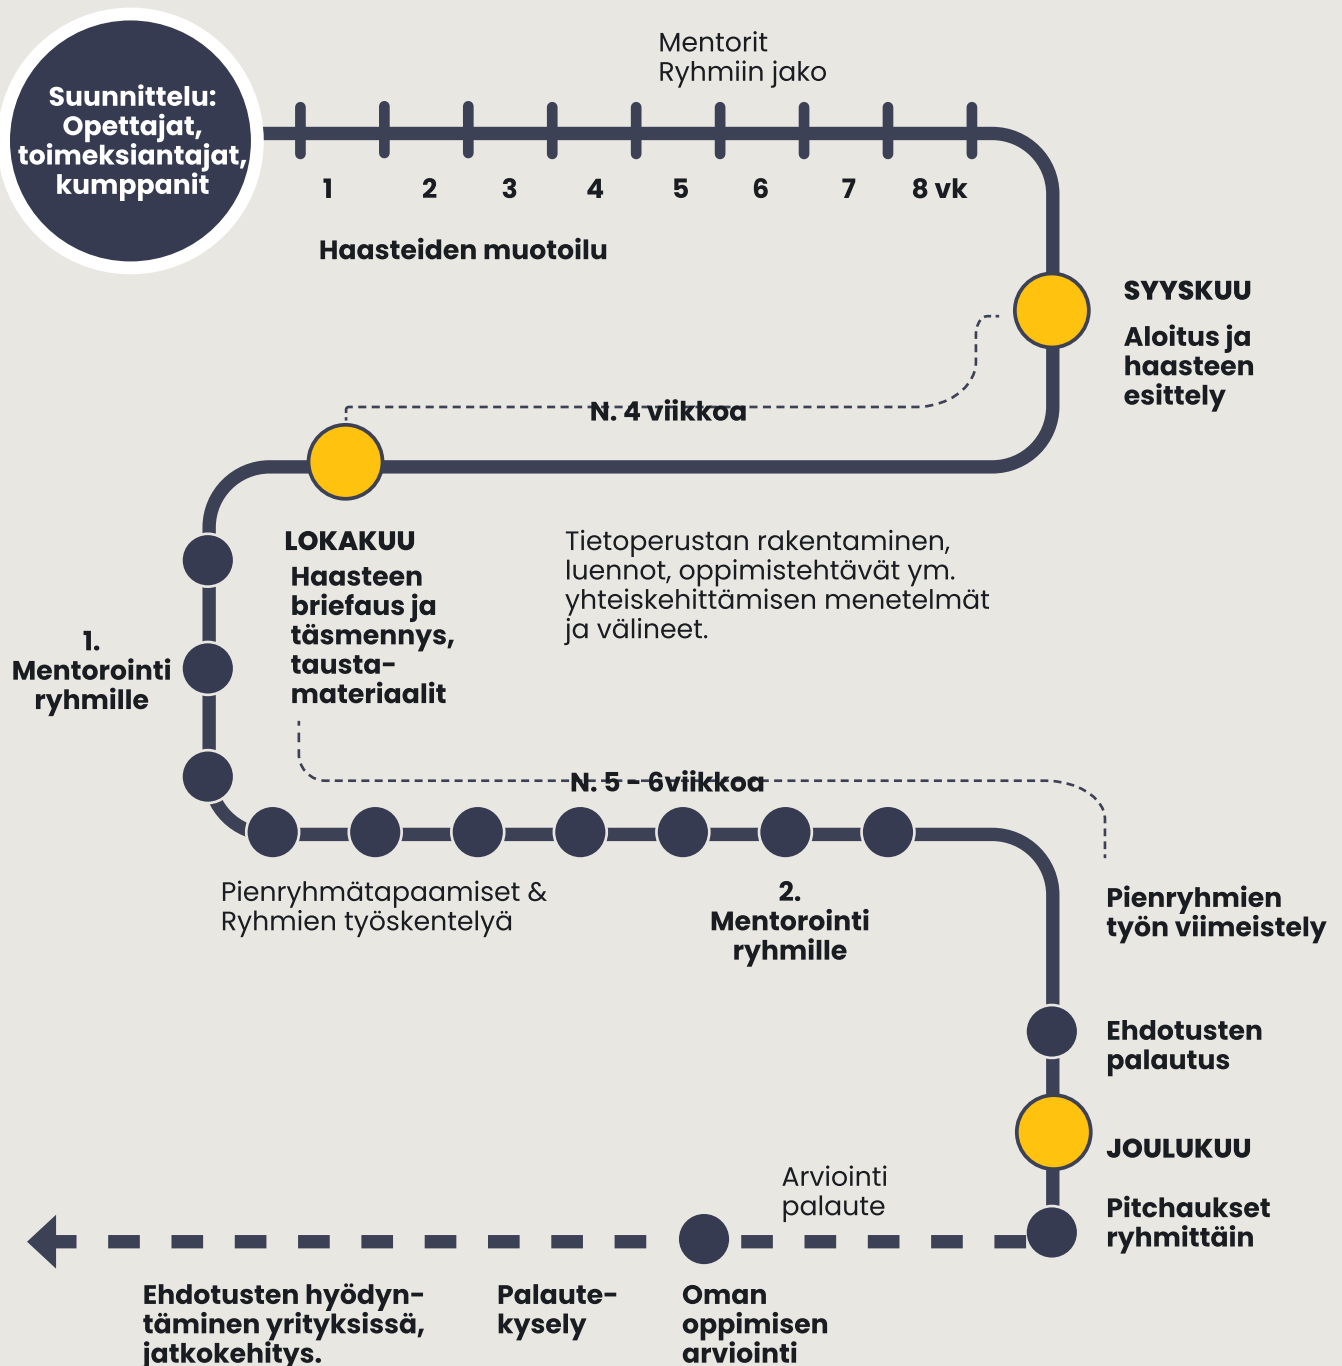 Suunnittelu:
Opettajat,
toimeksiantajat,
kumppanit
Mentorit
Ryhmiin jako
1 2 3 4 5 6 7 8 vk
Haasteiden muotoilu
SYYSKUU
Aloitus ja
haasteen
esittely
N. 4 viikkoa
LOKAKUU
Haasteen
briefaus ja
täsmennys,
tausta-
materiaalit
Tietoperustan rakentaminen,
luennot, oppimistehtävät ym.
yhteiskehittämisen menetelmät
ja välineet.
1.
Mentorointi
ryhmille
N. 5 - 6viikkoa
Pienryhmätapaamiset &
Ryhmien työskentelyä
2.
Mentorointi
ryhmille
Pienryhmien
työn viimeistely
Ehdotusten
palautus
JOULUKUU
Pitchaukset
ryhmittäin
Arviointi
palaute
Oman
oppimisen
arviointi
Palaute-
kysely
Ehdotusten hyödyn-
täminen yrityksissä,
jatkokehitys.